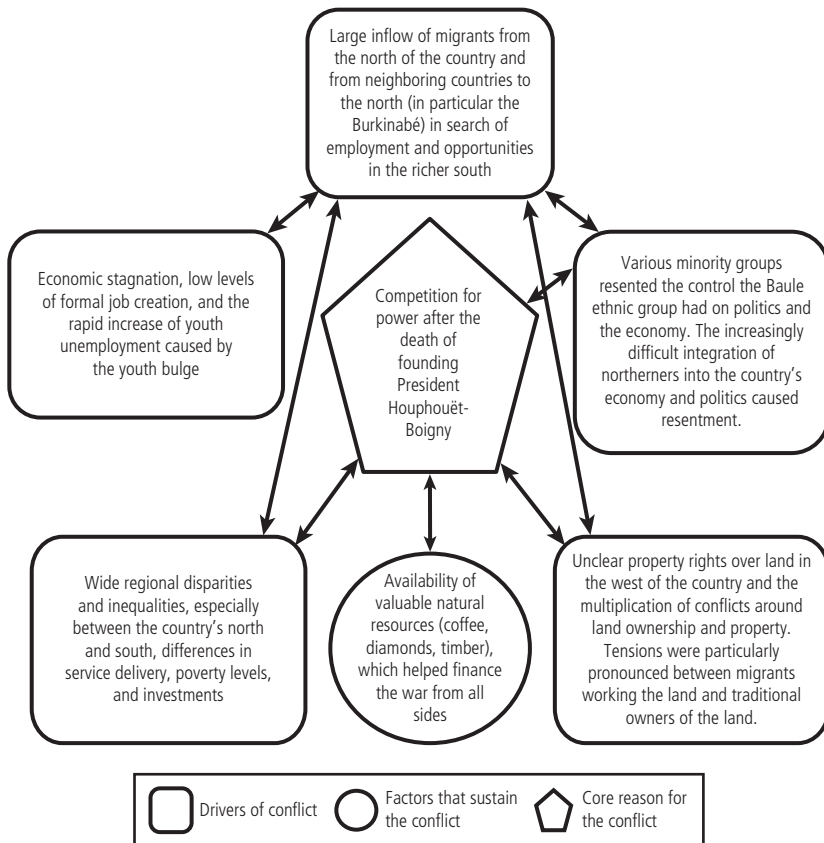 Large inflow of migrants from
the north of the country and
from neighboring countries to
the north (in particular the
Burkinabé) in search of
employment and opportunities
in the richer south
Economic stagnation, low levels
of formal job creation, and the
rapid increase of youth
unemployment caused by
the youth bulge
Competition for
power after the
death of
founding
President
Houphouët-
Boigny
Various minority groups
resented the control the Baule
ethnic group had on politics and
the economy. The increasingly
difficult integration of
northerners into the country’s
economy and politics caused
resentment.
Wide regional disparities
and inequalities, especially
between the country’s north
and south, differences in
service delivery, poverty levels,
and investments
Availability of
valuable natural
resources (coffee,
diamonds, timber),
which helped finance
the war from all
sides
Unclear property rights over land in
the west of the country and the
multiplication of conflicts around
land ownership and property.
Tensions were particularly
pronounced between migrants
working the land and traditional
owners of the land.
Drivers of conflict
Factors that sustain
the conflict
Core reason for
the conflict